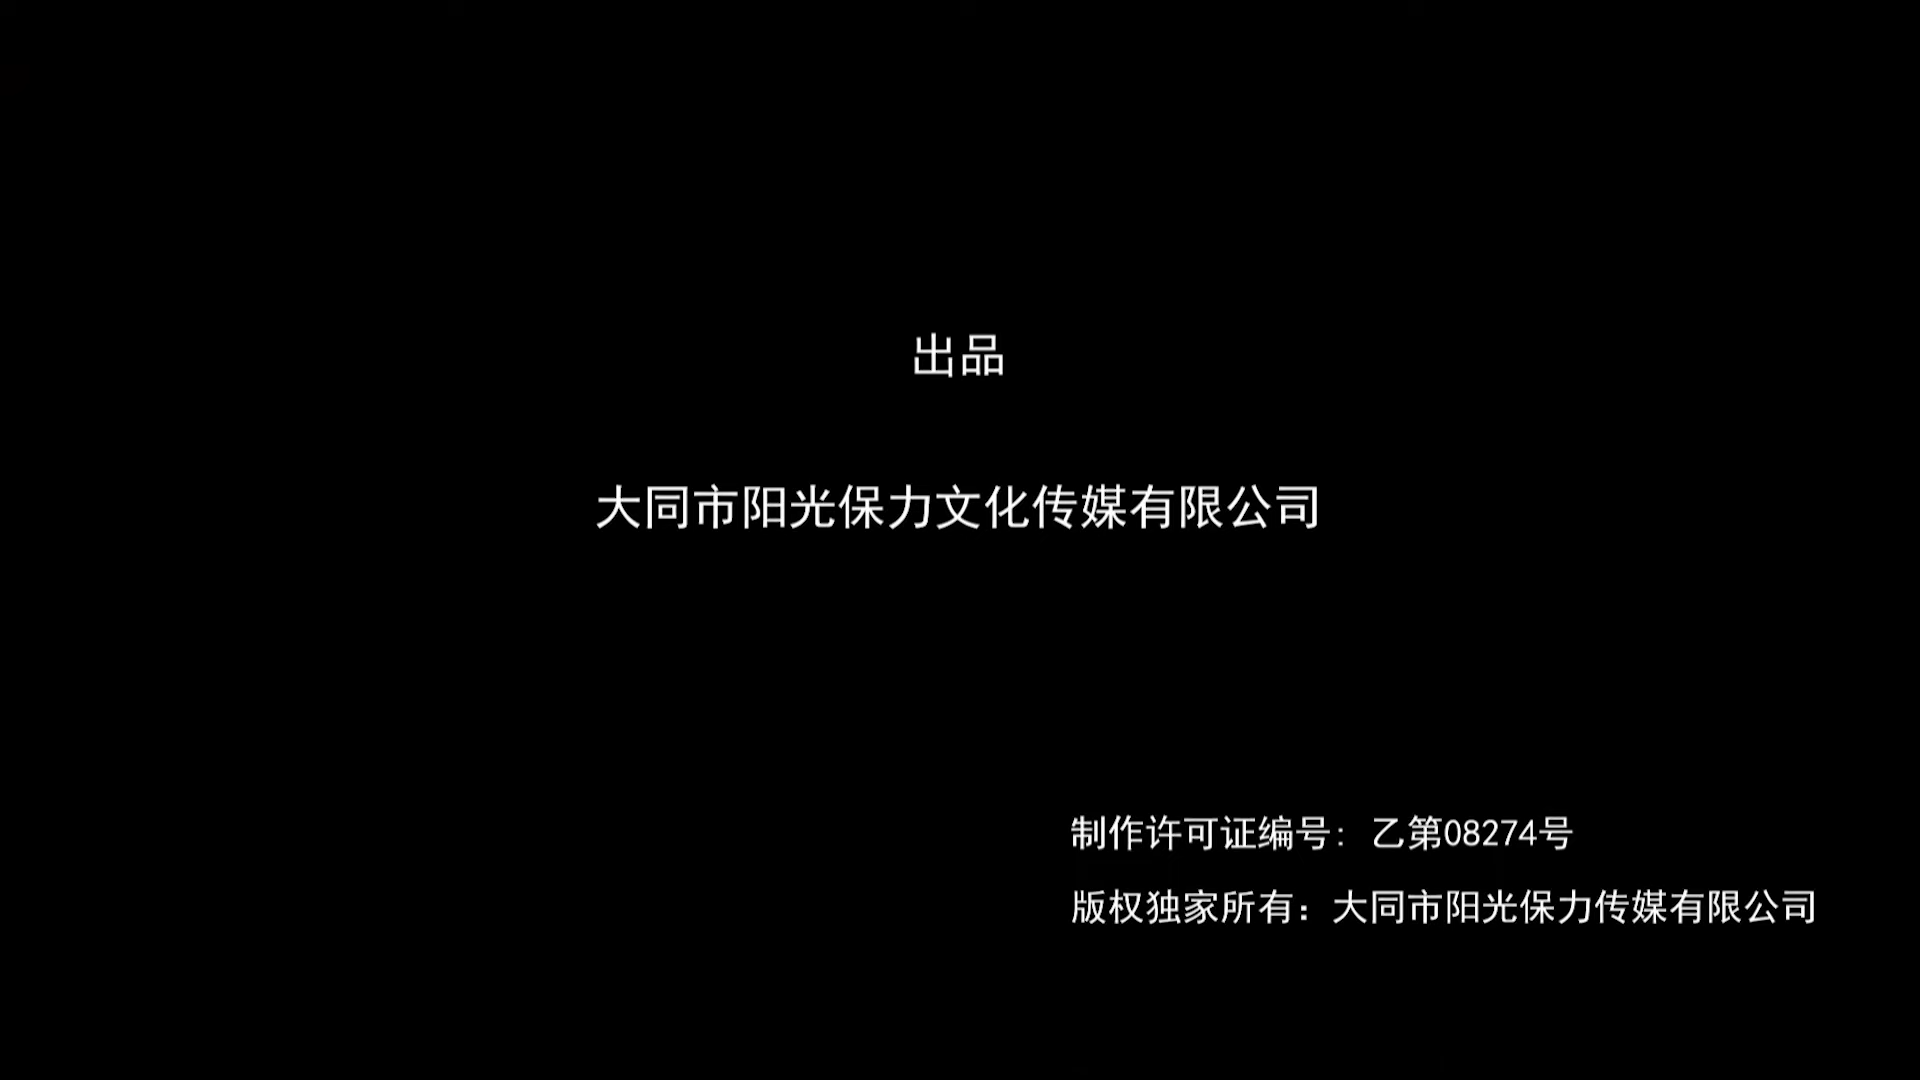 出品
大同市阳光保力文化传媒有限公司
制作许可证编号: 乙第08274号
版权独家所有：大同市阳光保力传媒有限公司